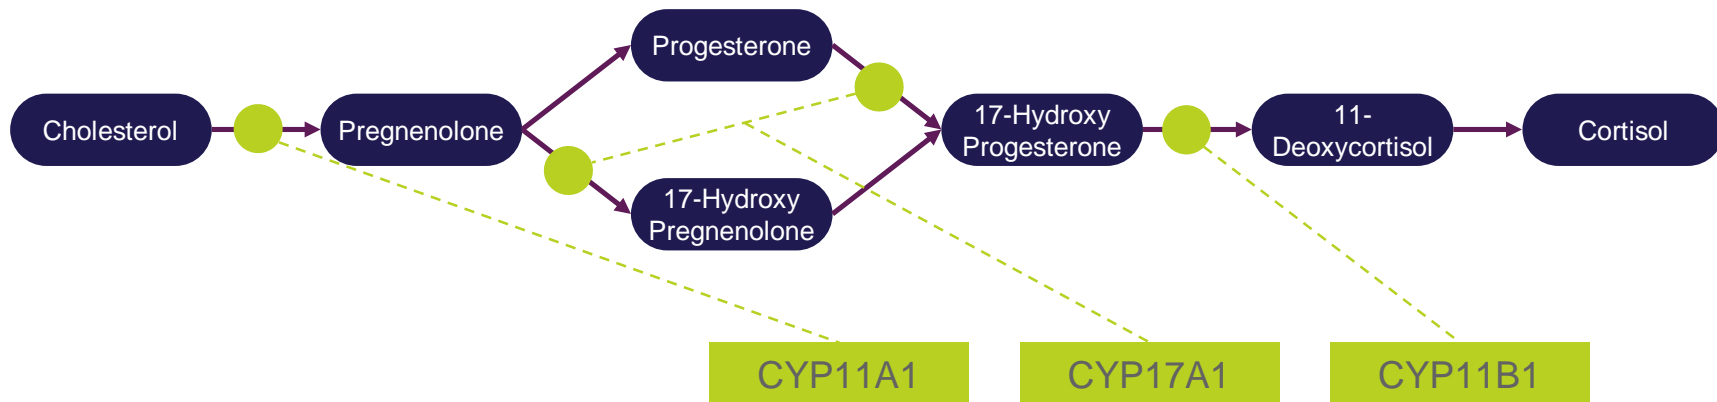 Cholesterol
Pregnenolone
Progesterone
17-Hydroxy
Pregnenolone
17-Hydroxy
Progesterone
11-
Deoxycortisol
Cortisol
CYP11A1
CYP17A1
CYP11B1